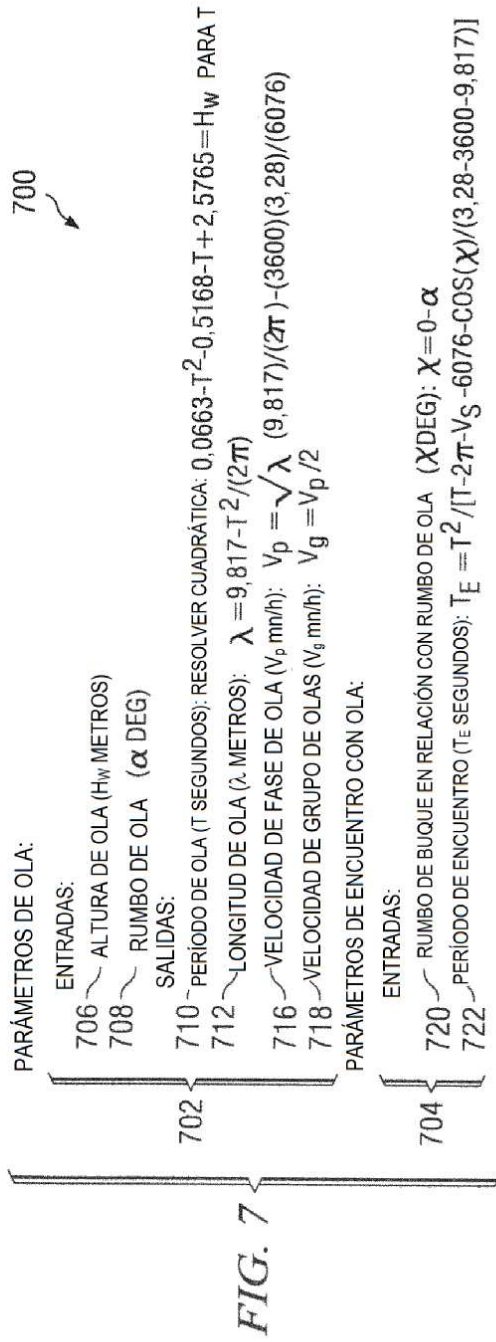 700
PARÁMETROS DE OLA:
ENTRADAS:
706 ALTURA DE OLA (HW METROS)
708 RUMBO DE OLA (α DEG)
SALIDAS:
710 PERÍODO DE OLA (T SEGUNDOS): RESOLVER CUADRÁTICA: 0,0663-T²-0,5168-T+2,5765=HW PARA T
712 LONGITUD DE OLA (λ METROS): λ=9,817-T²/(2π)
716 VELOCIDAD DE FASE DE OLA (Vp mn/h): Vp=√λ (9,817)/(2π)-(3600)(3,28)/(6076)
718 VELOCIDAD DE GRUPO DE OLAS (Vg mn/h): Vg=Vp/2
702
PARÁMETROS DE ENCUENTRO CON OLA:
ENTRADAS:
720 RUMBO DE BUQUE EN RELACIÓN CON RUMBO DE OLA (χDEG): χ=0-α
722 PERÍODO DE ENCUENTRO (TE SEGUNDOS): TE=T²/[T-2π-VS-6076-COS(χ)/(3,28-3600-9,817)]
704
FIG. 7